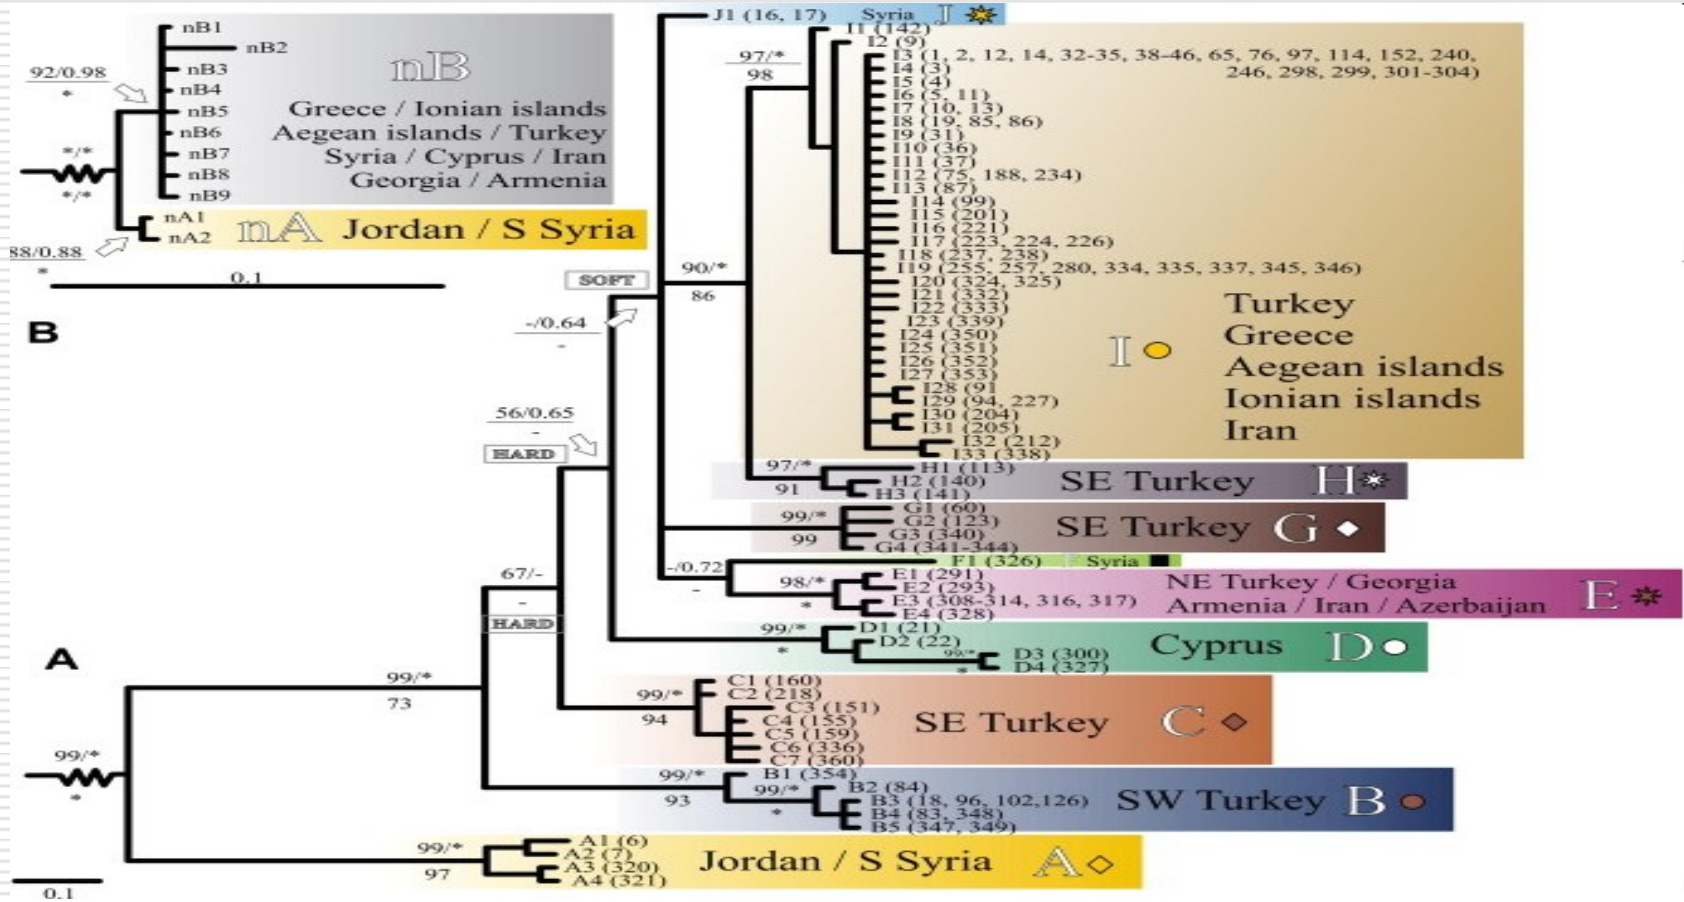 nB1
nB2
nB3
nB4
nB5
nB6
nB7
nB8
nB9
92/0.98
*
*/*
*/*
nB
Greece / Ionian islands
Aegean islands / Turkey
Syria / Cyprus / Iran
Georgia / Armenia
nA1
nA2
nA Jordan / S Syria
88/0.88
*
0.1
B
J1 (16, 17) Syria J
97/*
98
I1 (142)
I2 (9)
I3 (1, 2, 12, 14, 32-35, 38-46, 65, 76, 97, 114, 152, 240,
246, 298, 299, 301-304)
I4 (3)
I5 (4)
I6 (5, 11)
I7 (10, 13)
I8 (19, 85, 86)
I9 (31)
I10 (36)
I11 (37)
I12 (75, 188, 234)
I13 (87)
I14 (99)
I15 (201)
I16 (221)
I17 (223, 224, 226)
I18 (237, 238)
I19 (255, 257, 280, 334, 335, 337, 345, 346)
I20 (324, 325)
I21 (332)
I22 (333)
I23 (339)
I24 (350)
I25 (351)
I26 (352)
I27 (353)
I28 (91
I29 (94, 227)
I30 (204)
I31 (205)
I32 (212)
I33 (338)
I
Turkey
Greece
Aegean islands
Ionian islands
Iran
90/*
86
SOFT
-/0.64
-
56/0.65
-
HARD
97/*
91
H1 (113)
H2 (140)
H3 (141)
SE Turkey H
99/*
99
G1 (60)
G2 (123)
G3 (340)
G4 (341-344)
SE Turkey G
-/0.72
-
F1 (326) Syria
98/*
*
E1 (291)
E2 (293)
E3 (308-314, 316, 317)
E4 (328)
NE Turkey / Georgia
Armenia / Iran / Azerbaijan
E
67/-
-
HARD
99/*
*
D1 (21)
D2 (22)
99/*
*
D3 (300)
D4 (327)
Cyprus D
A
99/*
73
99/*
94
C1 (160)
C2 (218)
C3 (151)
C4 (155)
C5 (159)
C6 (336)
C7 (360)
SE Turkey C
99/*
*
99/*
93
B1 (354)
99/*
*
B2 (84)
B3 (18, 96, 102,126)
B4 (83, 348)
B5 (347, 349)
SW Turkey B
99/*
97
A1 (6)
A2 (7)
A3 (320)
A4 (321)
Jordan / S Syria A
0.1